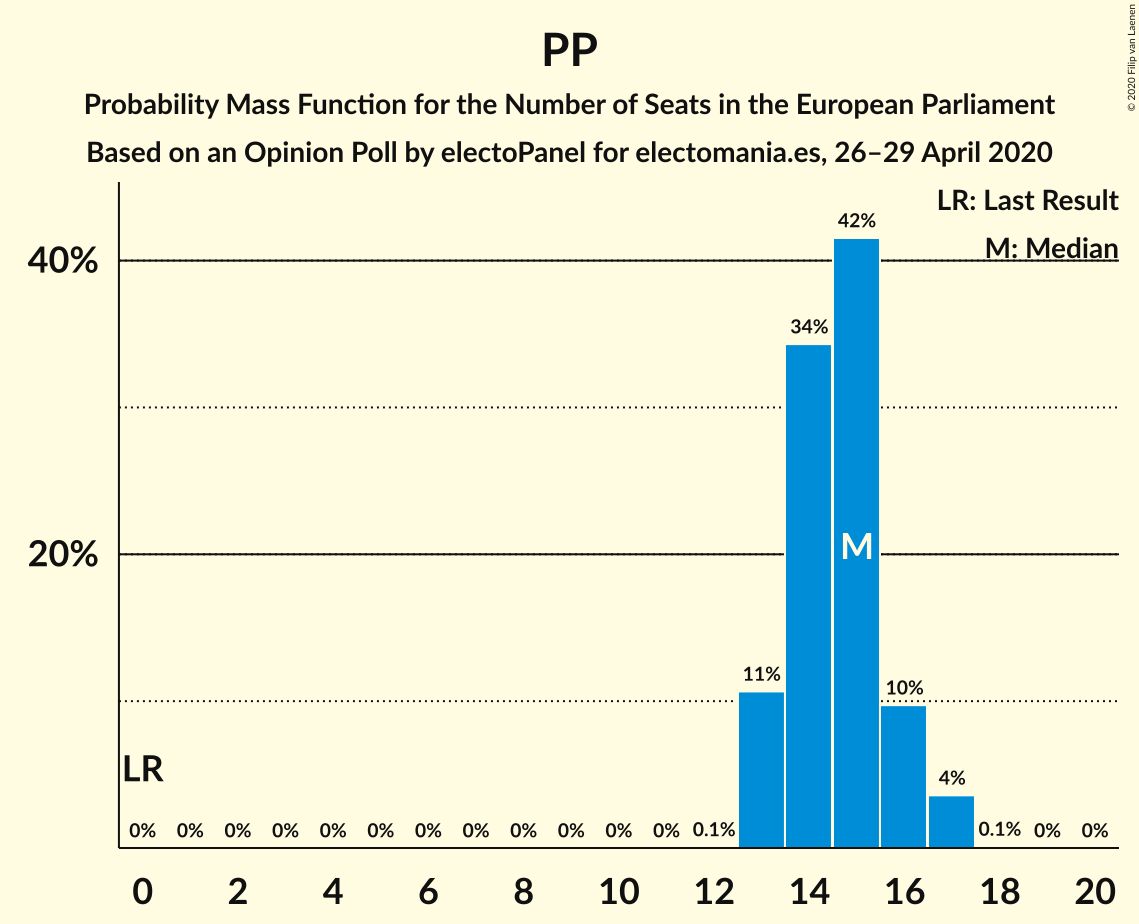 PP
Probability Mass Function for the Number of Seats in the European Parliament
Based on an Opinion Poll by electoPanel for electomania.es, 26–29 April 2020
© 2020 Filip van Laenen
LR: Last Result
M: Median
40%
20%
42%
34%
M
11%
10%
4%
LR
0% 0% 0% 0% 0% 0% 0% 0% 0% 0% 0% 0% 0.1% 0.1% 0% 0%
0 2 4 6 8 10 12 14 16 18 20